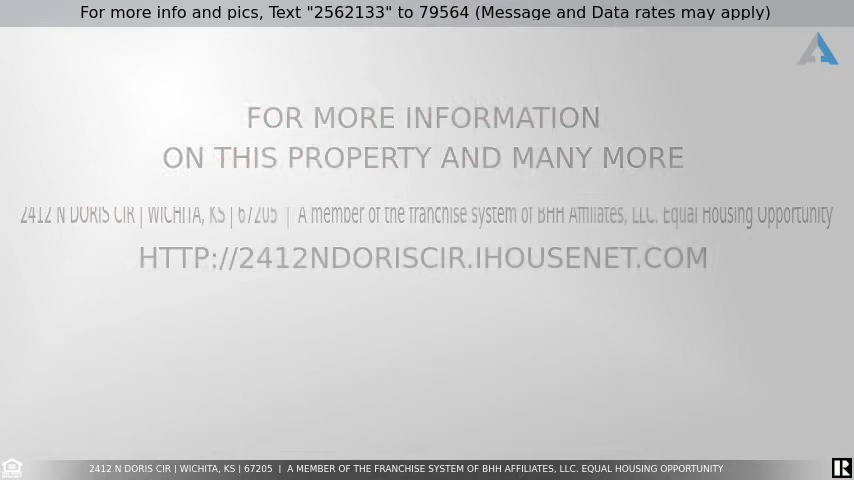 For more info and pics, Text "2562133" to 79564 (Message and Data rates may apply)
FOR MORE INFORMATION
ON THIS PROPERTY AND MANY MORE
2412 N DORIS CIR | WICHITA, KS | 67205 | A member of the franchise system of BHH Affiliates, LLC. Equal Housing Opportunity
HTTP://2412NDORISCIR.IHOUSENET.COM
2412 N DORIS CIR | WICHITA, KS | 67205 | A MEMBER OF THE FRANCHISE SYSTEM OF BHH AFFILIATES, LLC. EQUAL HOUSING OPPORTUNITY